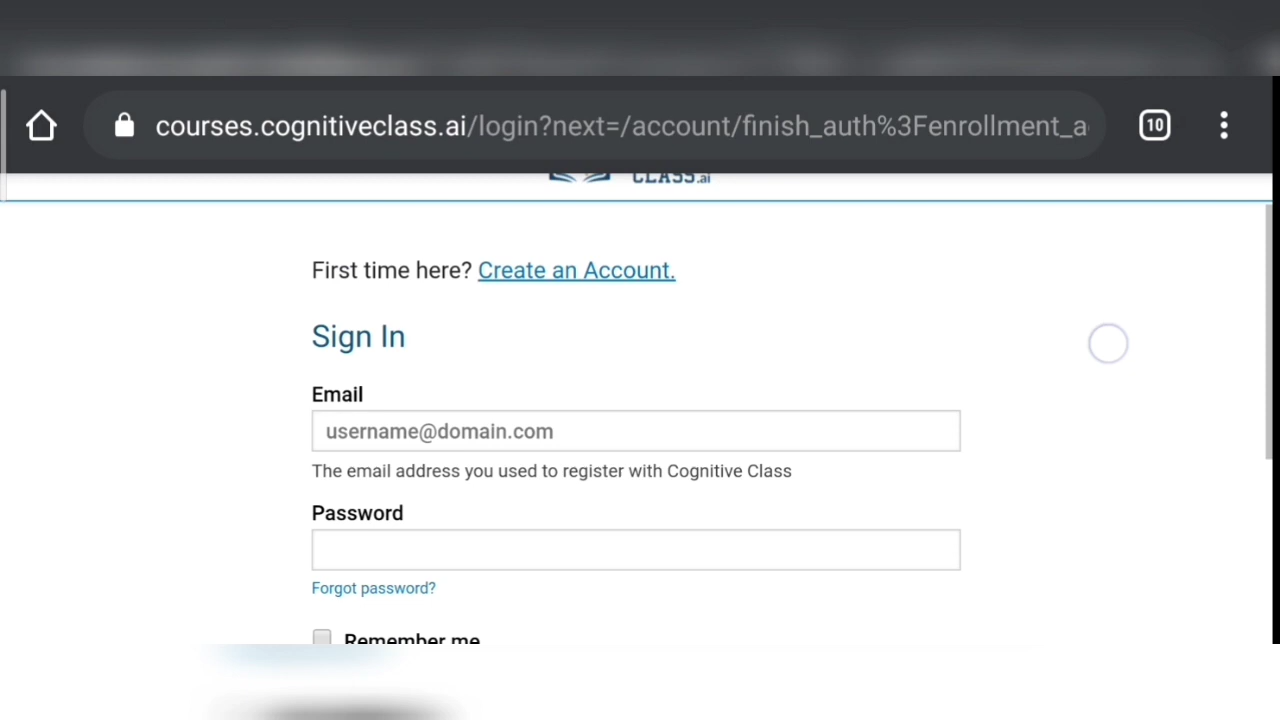 courses.cognitiveclass.ai/login?next=/account/finish_auth%3Fenrollment_a
10
CLASS.ai
First time here? Create an Account.
Sign In
Email
username@domain.com
The email address you used to register with Cognitive Class
Password
Forgot password?
Remember me